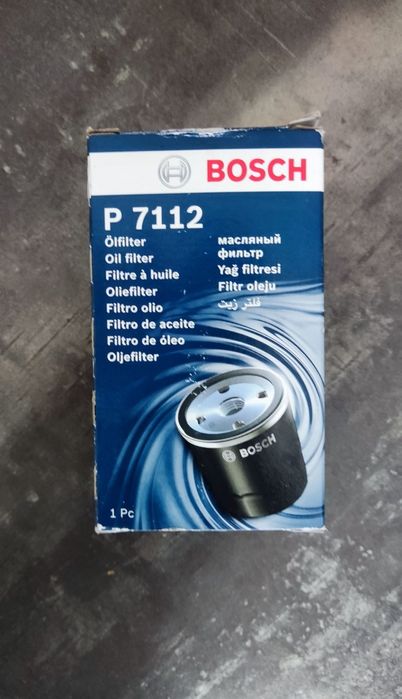 BOSCH
P 7112
Ölfilter
Oil filter
Filtre à huile
Oliefilter
Filtro olio
Filtro de aceite
Filtro de óleo
Oljefilter
масляный
фильтр
Yağ filtresi
Filtr oleju
فلتر زيت
BOSCH
1 Pc